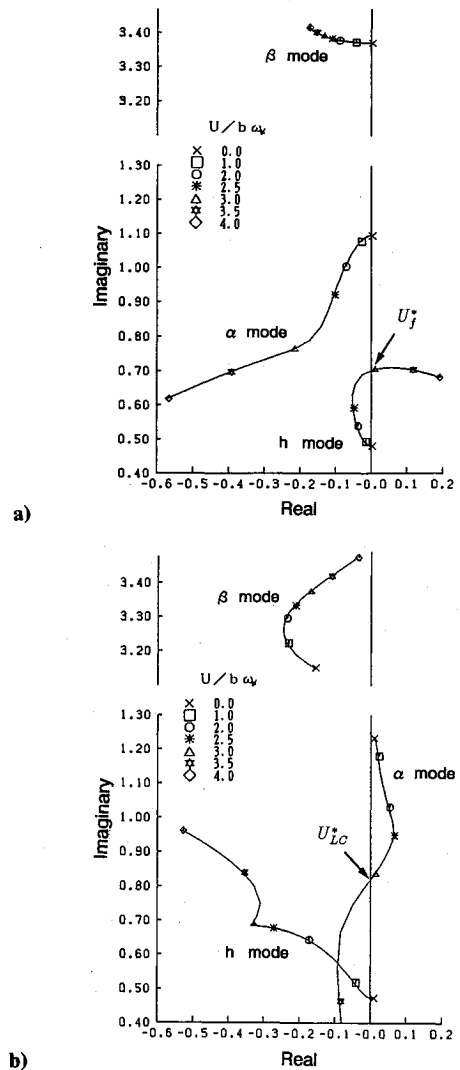 3.40
3.20
β mode
U/b ω
0.0
1.0
2.0
2.5
3.0
3.5
4.0
1.30
1.20
1.10
1.00
0.90
0.80
0.70
0.60
0.50
0.40
Imaginary
α mode
U*f
h mode
-0.6 -0.5 -0.4 -0.3 -0.2 -0.1 -0.0 0.1 0.2
Real
a)
3.40
3.30
3.20
β mode
U/b ω
0.0
1.0
2.0
2.5
3.0
3.5
4.0
1.30
1.20
1.10
1.00
0.90
0.80
0.70
0.60
0.50
0.40
Imaginary
α mode
U*LC
h mode
-0.6 -0.5 -0.4 -0.3 -0.2 -0.1 -0.0 0.1 0.2
Real
b)